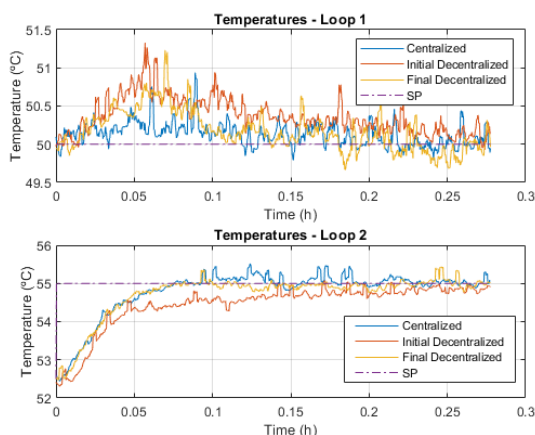 Temperatures - Loop 1
Temperature (ºC)
51.5
51
50.5
50
49.5
Centralized
Initial Decentralized
Final Decentralized
SP
0 0.05 0.1 0.15 0.2 0.25 0.3
Time (h)
Temperatures - Loop 2
Temperature (ºC)
56
55
54
53
52
Centralized
Initial Decentralized
Final Decentralized
SP
0 0.05 0.1 0.15 0.2 0.25 0.3
Time (h)